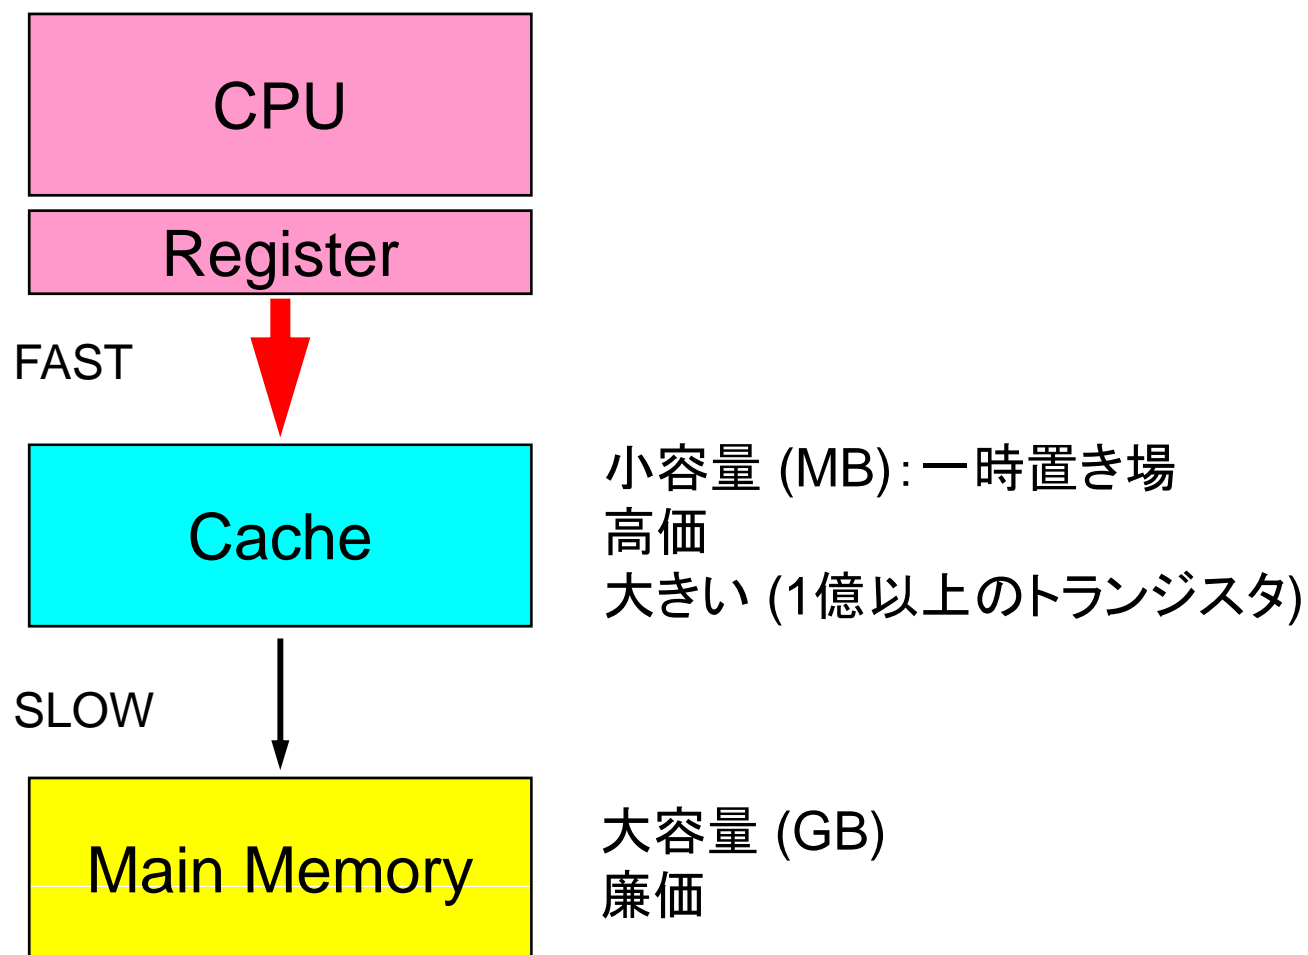 CPU
Register
FAST
Cache
小容量 (MB)：一時置き場
高価
大きい (1億以上のトランジスタ)
SLOW
Main Memory
大容量 (GB)
廉価